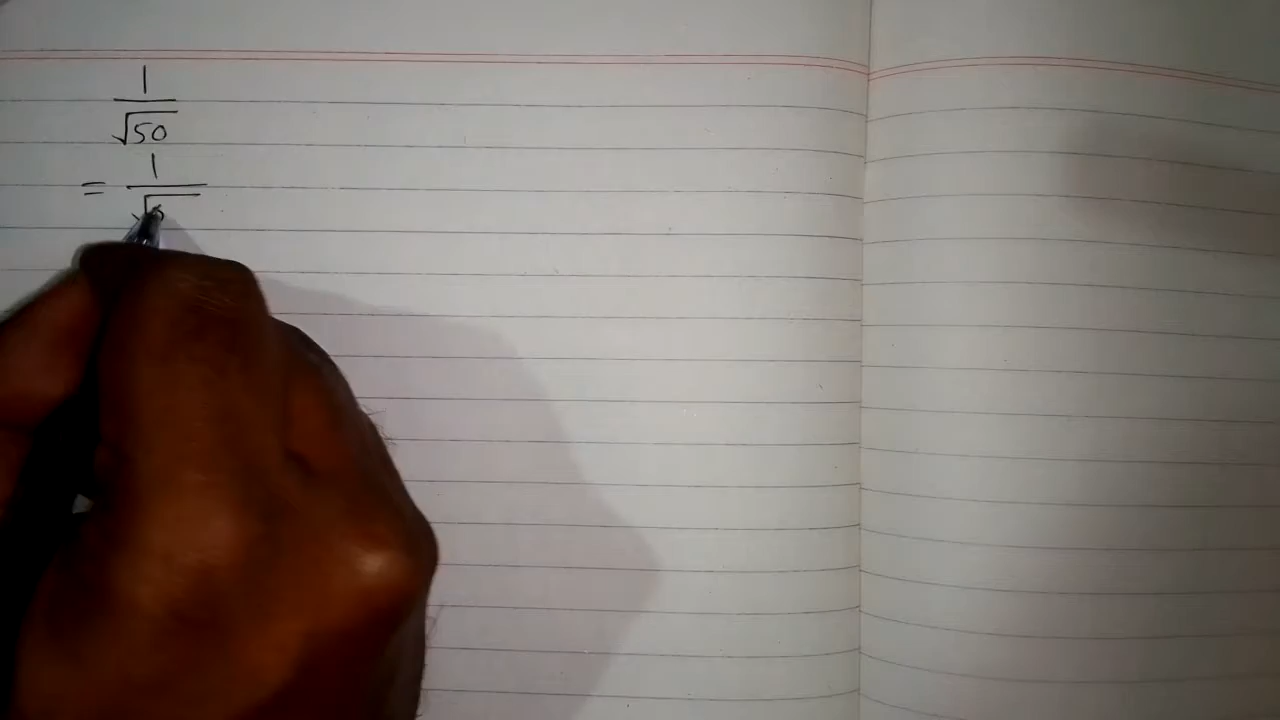 1
√50
= 1
√